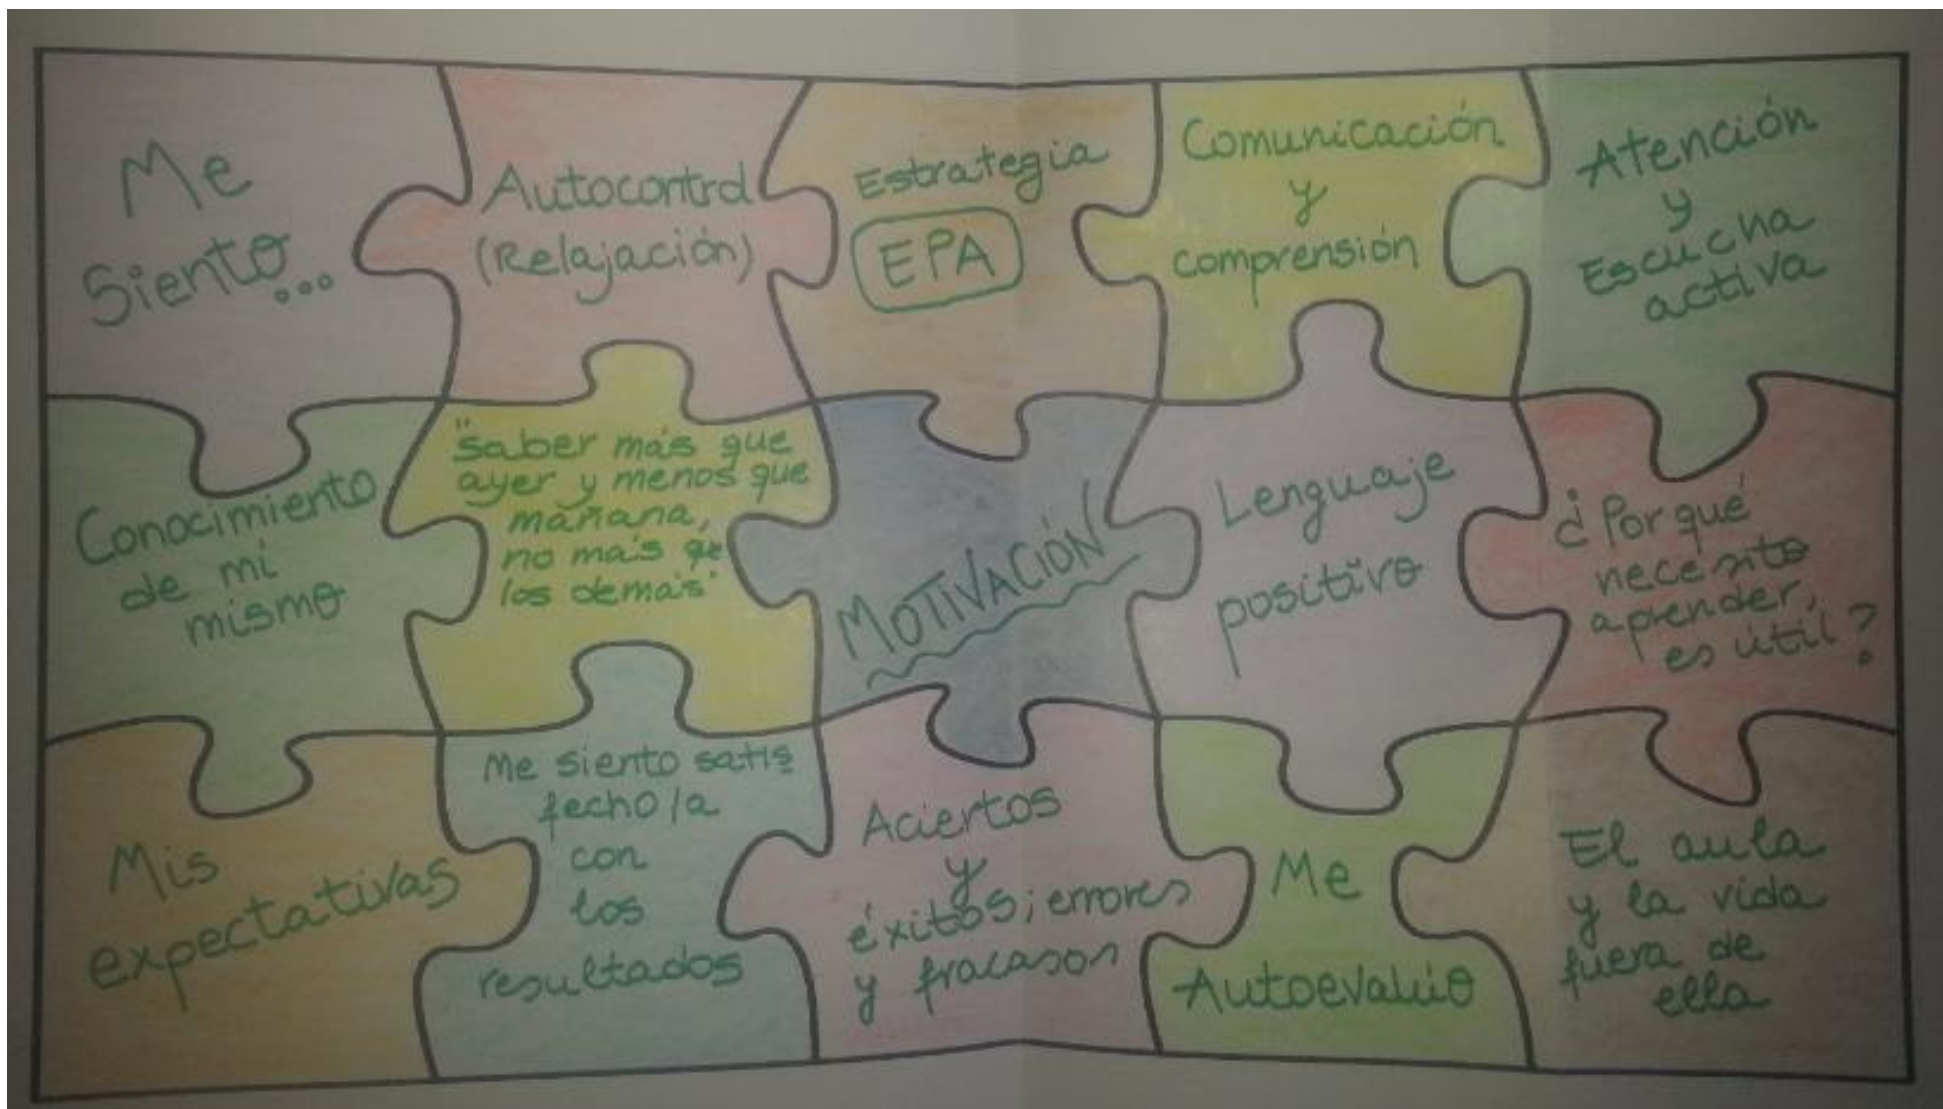 Me
Siento...
Autocontrol
(Relajación)
Estrategia
EPA
Comunicación
y
comprensión
Atención
y
Escucha
activa
Conocimiento
de mi
mismo
"saber más que
ayer y menos que
mañana,
no más que
los demás"
MOTIVACIÓN
Lenguaje
positivo
¿Por qué
necesito
aprender,
es útil?
Mis
expectativas
Me siento satis
fecho/a
con
los
resultados
Aciertos
y
éxitos; errores
y fracasos
Me
Autoevalúo
El aula
y la vida
fuera de
ella